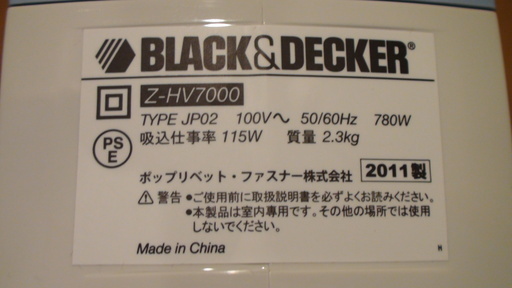 BLACK&DECKER®
Z-HV7000
TYPE JP02 100V～ 50/60Hz 780W
PS E
吸込仕事率 115W 質量 2.3kg
ポップリベット・ファスナー株式会社 2011製
⚠ 警告 ●ご使用前に取扱説明書を必ずよくお読みください。
●本製品は室内専用です。その他の場所では使用
しないでください。
Made in China